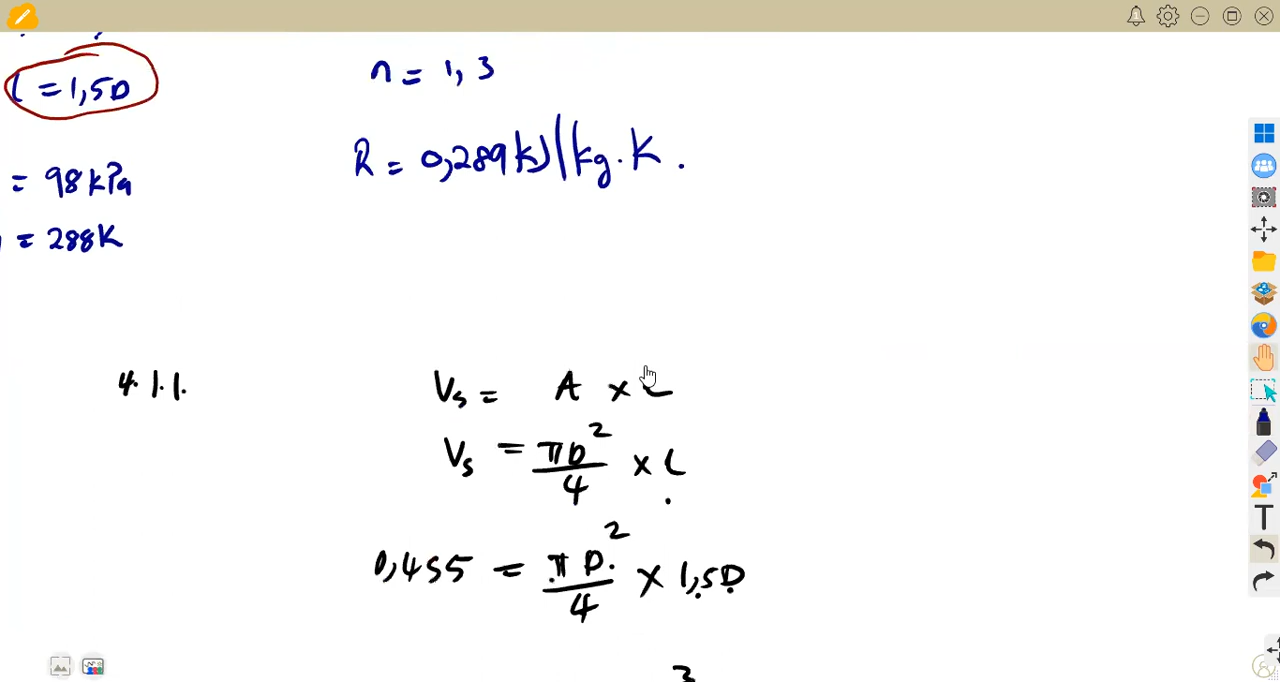 L = 1,5D
n = 1,3
R = 0,289 kJ/kg.K.
= 98 kPa
= 288K
4.1.1.
Vs = A × L
Vs = πD²/4 × L
0,455 = πD²/4 × 1,5D
3